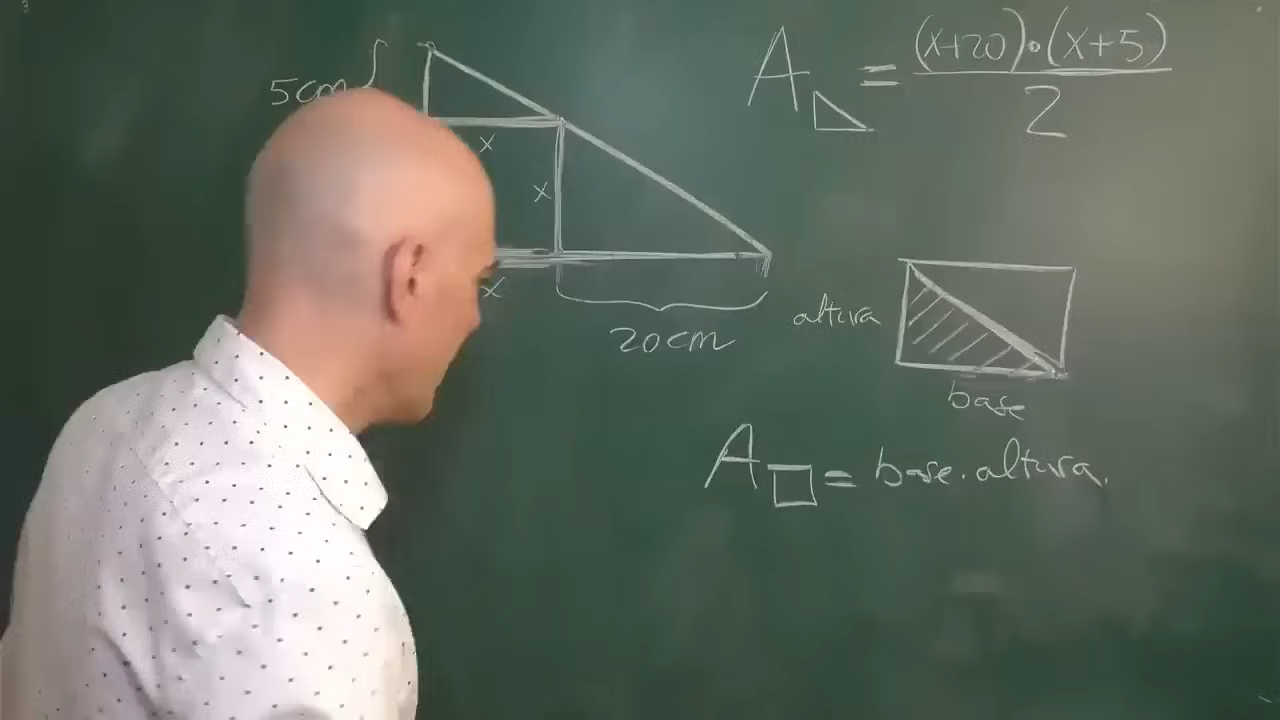 5cm
x
x
x
20cm
A = (x+20)·(x+5)
2
altura
base
A = base.altura.